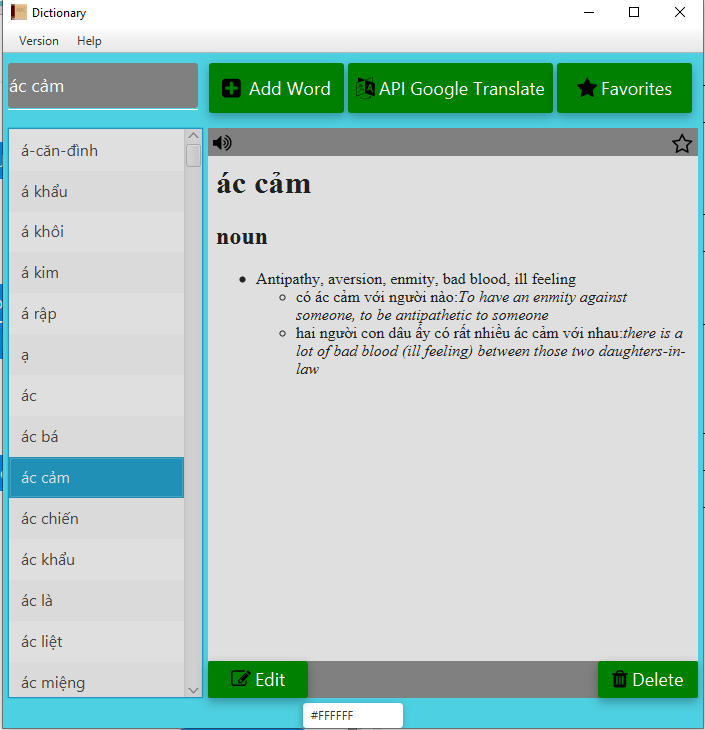 Dictionary
Version Help
ác cảm
Add Word
API Google Translate
Favorites
á-căn-đình
á khẩu
á khôi
á kim
á rập
ạ
ác
ác bá
ác cảm
ác chiến
ác khẩu
ác là
ác liệt
ác miệng
ác cảm
noun
Antipathy, aversion, enmity, bad blood, ill feeling
có ác cảm với người nào:To have an enmity against
someone, to be antipathetic to someone
hai người con dâu ấy có rất nhiều ác cảm với nhau:there is a
lot of bad blood (ill feeling) between those two daughters-in-
law
Edit
Delete
#FFFFFF